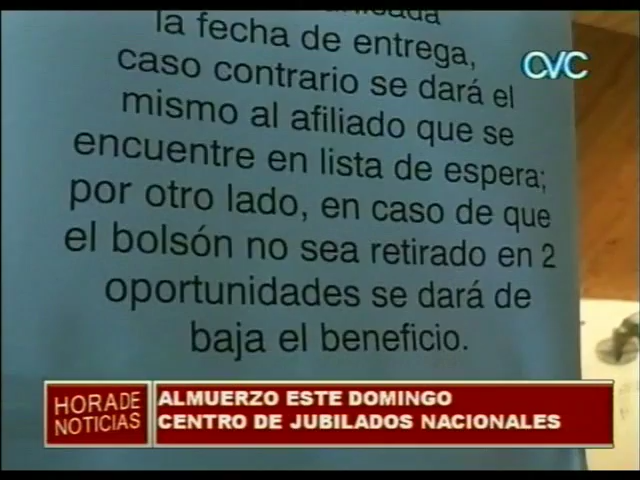 la fecha de entrega,
caso contrario se dará el
mismo al afiliado que se
encuentre en lista de espera;
por otro lado, en caso de que
el bolsón no sea retirado en 2
oportunidades se dará de
baja el beneficio.
CVC
HORA DE
NOTICIAS
ALMUERZO ESTE DOMINGO
CENTRO DE JUBILADOS NACIONALES